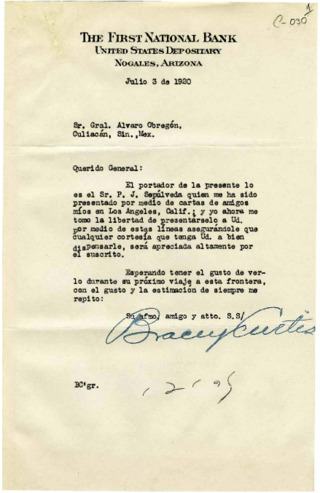 C-030
1
THE FIRST NATIONAL BANK
UNITED STATES DEPOSITARY
NOGALES, ARIZONA
Julio 3 de 1920
Sr. Gral. Alvaro Obregón,
Culiacán, Sin., Mex.
Querido General:
El portador de la presente lo
es el Sr. P. J. Sepúlveda quien me ha sido
presentado por medio de cartas de amigos
míos en Los Angeles, Calif.; y yo ahora me
tomo la libertad de presentárselo a Ud.
por medio de estas líneas asegurándole que
cualquier cortesía que tenga Ud. a bien
dispensarle, será apreciada altamente por
el suscrito.
Esperando tener el gusto de ver-
lo durante su próximo viaje a esta frontera,
con el gusto y la estimación de siempre me
repito:
Su afmo. amigo y atto. S.S/
Bracey Curtis
BC'gr.